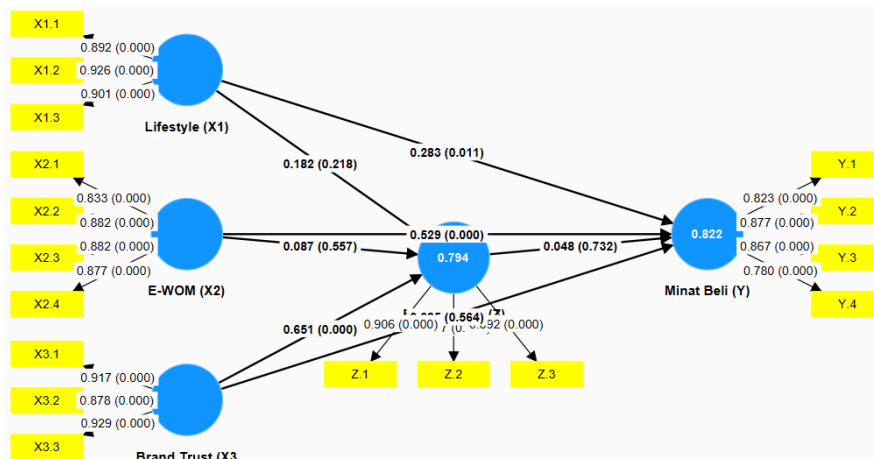 X1.1
0.892 (0.000)
X1.2
0.926 (0.000)
0.901 (0.000)
X1.3
Lifestyle (X1)
0.283 (0.011)
0.182 (0.218)
X2.1
0.833 (0.000)
X2.2
0.882 (0.000)
X2.3
0.882 (0.000)
0.877 (0.000)
X2.4
E-WOM (X2)
0.529 (0.000)
0.087 (0.557)
0.048 (0.732)
0.794
0.822
Minat Beli (Y)
Y.1
0.823 (0.000)
0.877 (0.000)
Y.2
0.867 (0.000)
Y.3
0.780 (0.000)
Y.4
0.651 (0.000)
(0.564)
0.906 (0.000)
(0.000)
Z.1
Z.2
Z.3
X3.1
0.917 (0.000)
X3.2
0.878 (0.000)
0.929 (0.000)
X3.3
Brand Trust (X3